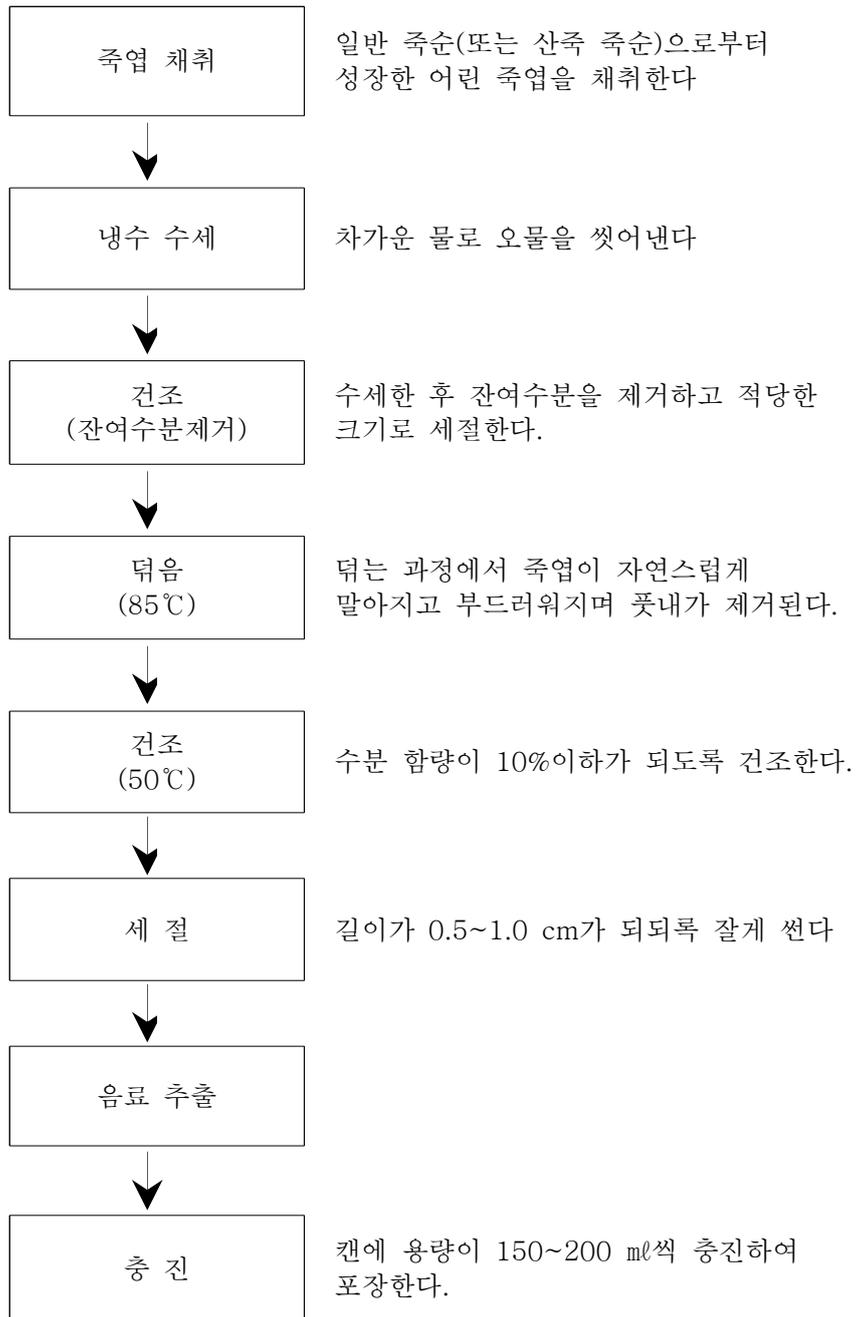 죽엽 채취
일반 죽순(또는 산죽 죽순)으로부터
성장한 어린 죽엽을 채취한다
냉수 수세
차가운 물로 오물을 씻어낸다
건조
(잔여수분제거)
수세한 후 잔여수분을 제거하고 적당한
크기로 세절한다.
덖음
(85℃)
덖는 과정에서 죽엽이 자연스럽게
말아지고 부드러워지며 풋내가 제거된다.
건조
(50℃)
수분 함량이 10%이하가 되도록 건조한다.
세 절
길이가 0.5~1.0 cm가 되되록 잘게 썬다
음료 추출
충 진
캔에 용량이 150~200 ㎖씩 충진하여
포장한다.